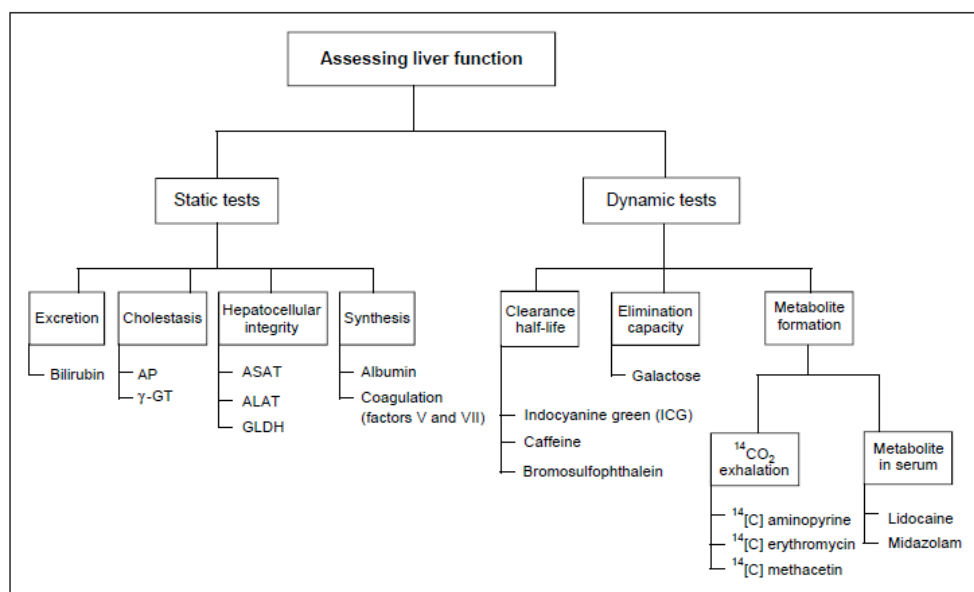 Assessing liver function
Static tests
Dynamic tests
Excretion
Cholestasis
Hepatocellular
integrity
Synthesis
Clearance
half-life
Elimination
capacity
Metabolite
formation
Bilirubin
AP
γ-GT
ASAT
ALAT
GLDH
Albumin
Coagulation
(factors V and VII)
Indocyanine green (ICG)
Caffeine
Bromosulfophthalein
Galactose
¹⁴CO₂
exhalation
Metabolite
in serum
¹⁴[C] aminopyrine
¹⁴[C] erythromycin
¹⁴[C] methacetin
Lidocaine
Midazolam